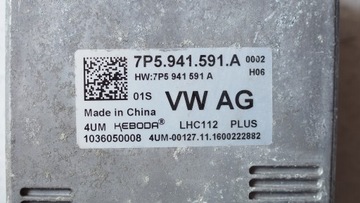 7P5.941.591.A 0002
HW:7P5 941 591 A H06
01S VW AG
Made in China
4UM KEBODA® LHC112 PLUS
1036050008 4UM-00127.11.1600222882